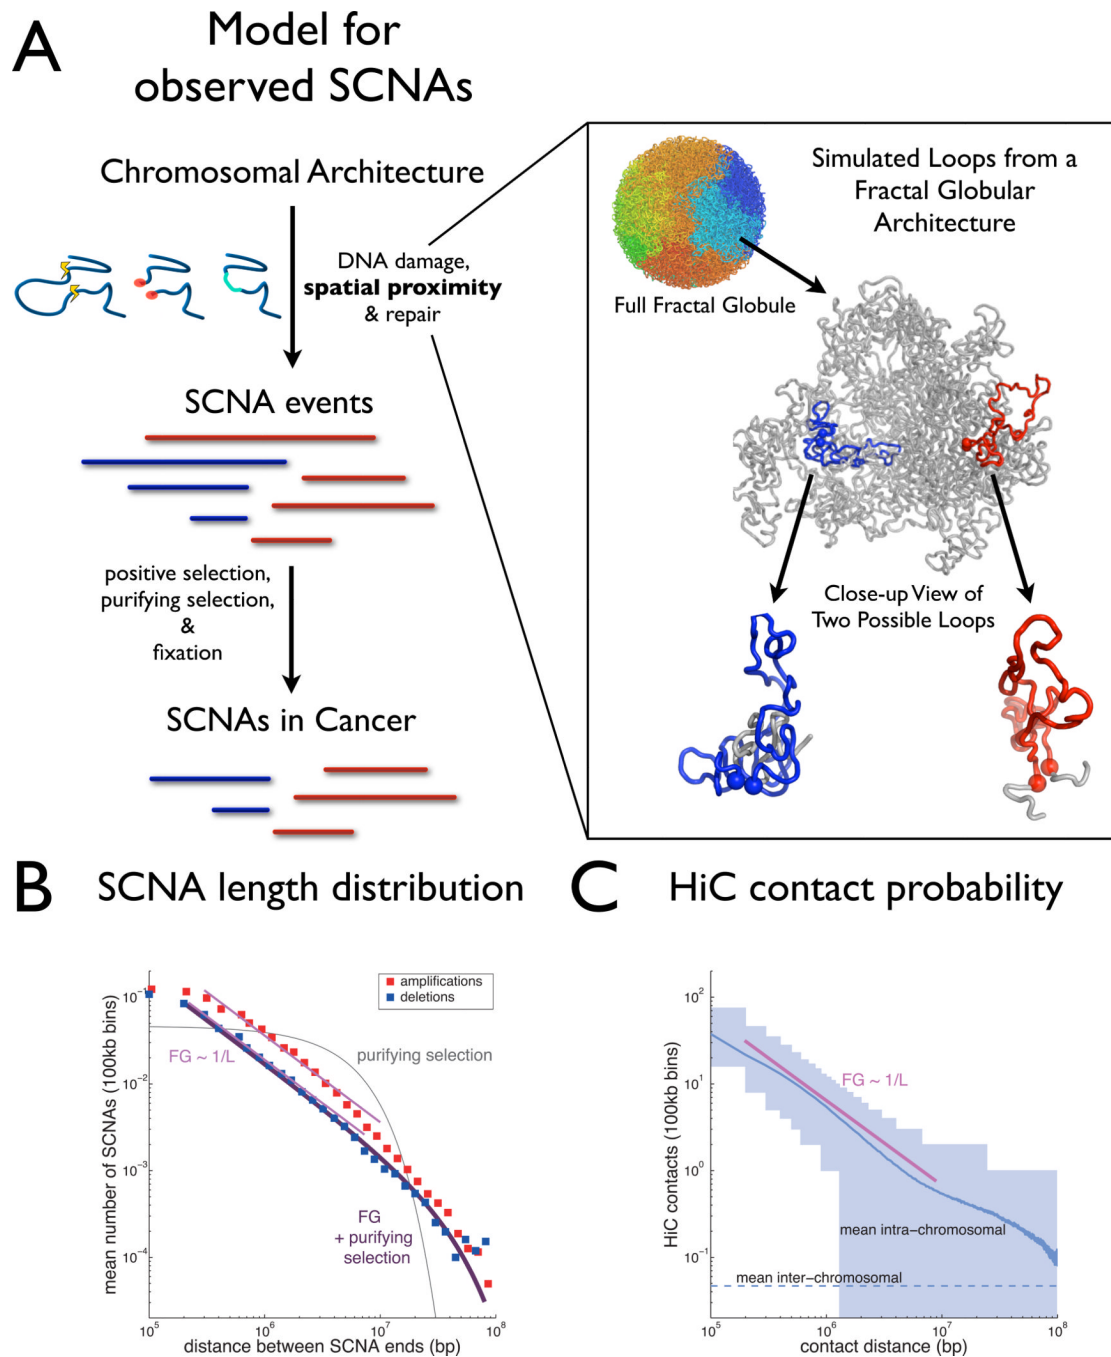 A
Model for
observed SCNAs
Chromosomal Architecture
DNA damage,
spatial proximity
& repair
SCNA events
positive selection,
purifying selection,
&
fixation
SCNAs in Cancer
Simulated Loops from a
Fractal Globular
Architecture
Full Fractal Globule
Close-up View of
Two Possible Loops
B
SCNA length distribution
mean number of SCNAs (100kb bins)
10⁻¹
10⁻²
10⁻³
10⁻⁴
amplifications
deletions
purifying selection
FG ~ 1/L
FG
+ purifying
selection
10⁵ 10⁶ 10⁷ 10⁸
distance between SCNA ends (bp)
C
HiC contact probability
HiC contacts (100kb bins)
10²
10¹
10⁰
10⁻¹
FG ~ 1/L
mean intra-chromosomal
mean inter-chromosomal
10⁵ 10⁶ 10⁷ 10⁸
contact distance (bp)